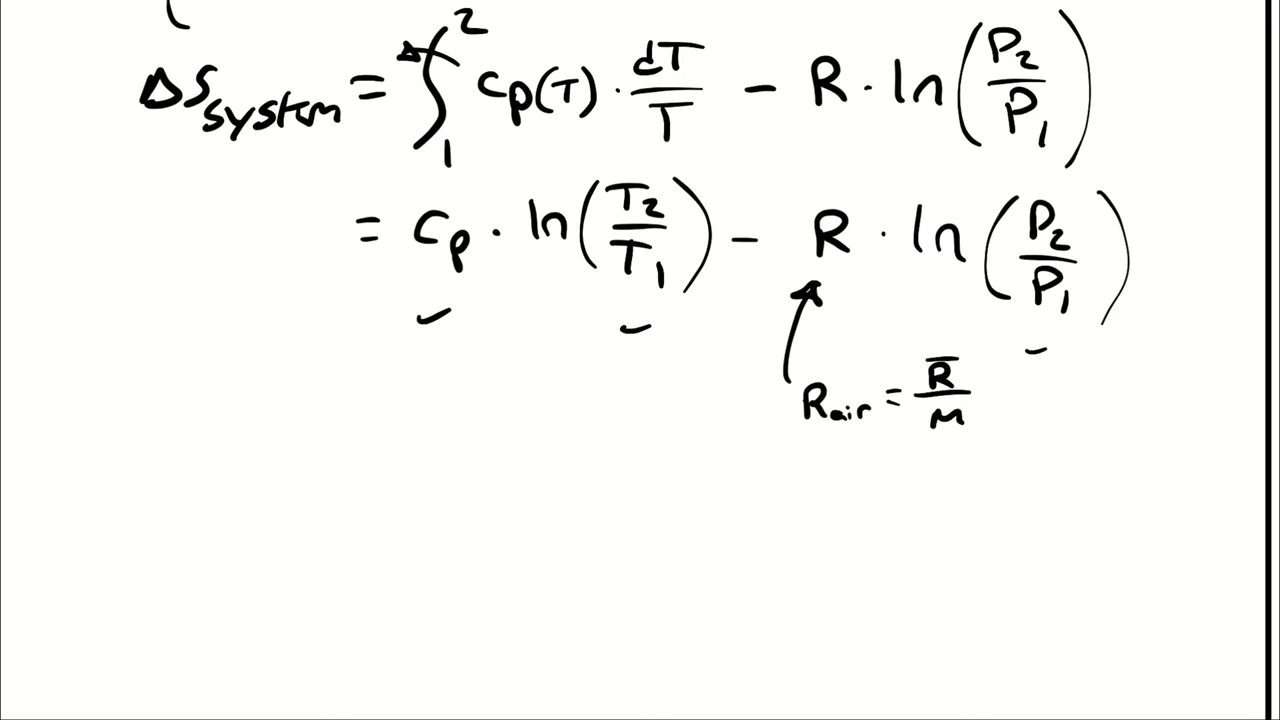 ΔS_system = ∫₁² cp(T) · dT/T − R · ln(P₂/P₁)
= cp · ln(T₂/T₁) − R · ln(P₂/P₁)
R_air = R̅/M